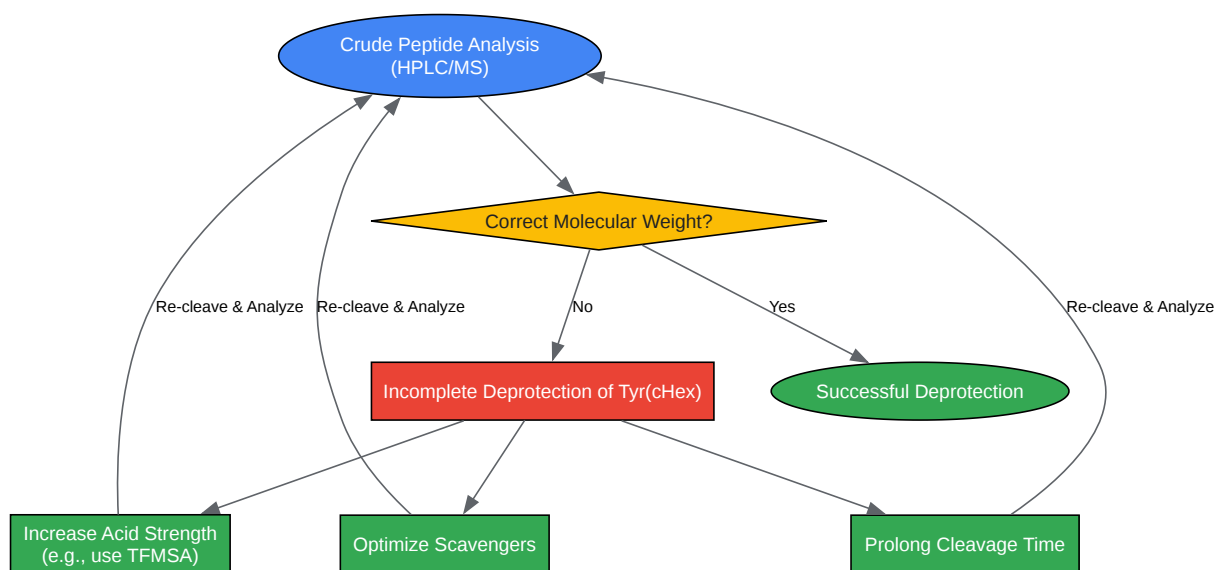 Crude Peptide Analysis
(HPLC/MS)
Correct Molecular Weight?
Re-cleave & Analyze
Re-cleave & Analyze
No
Yes
Re-cleave & Analyze
Incomplete Deprotection of Tyr(cHex)
Successful Deprotection
Increase Acid Strength
(e.g., use TFMSA)
Optimize Scavengers
Prolong Cleavage Time